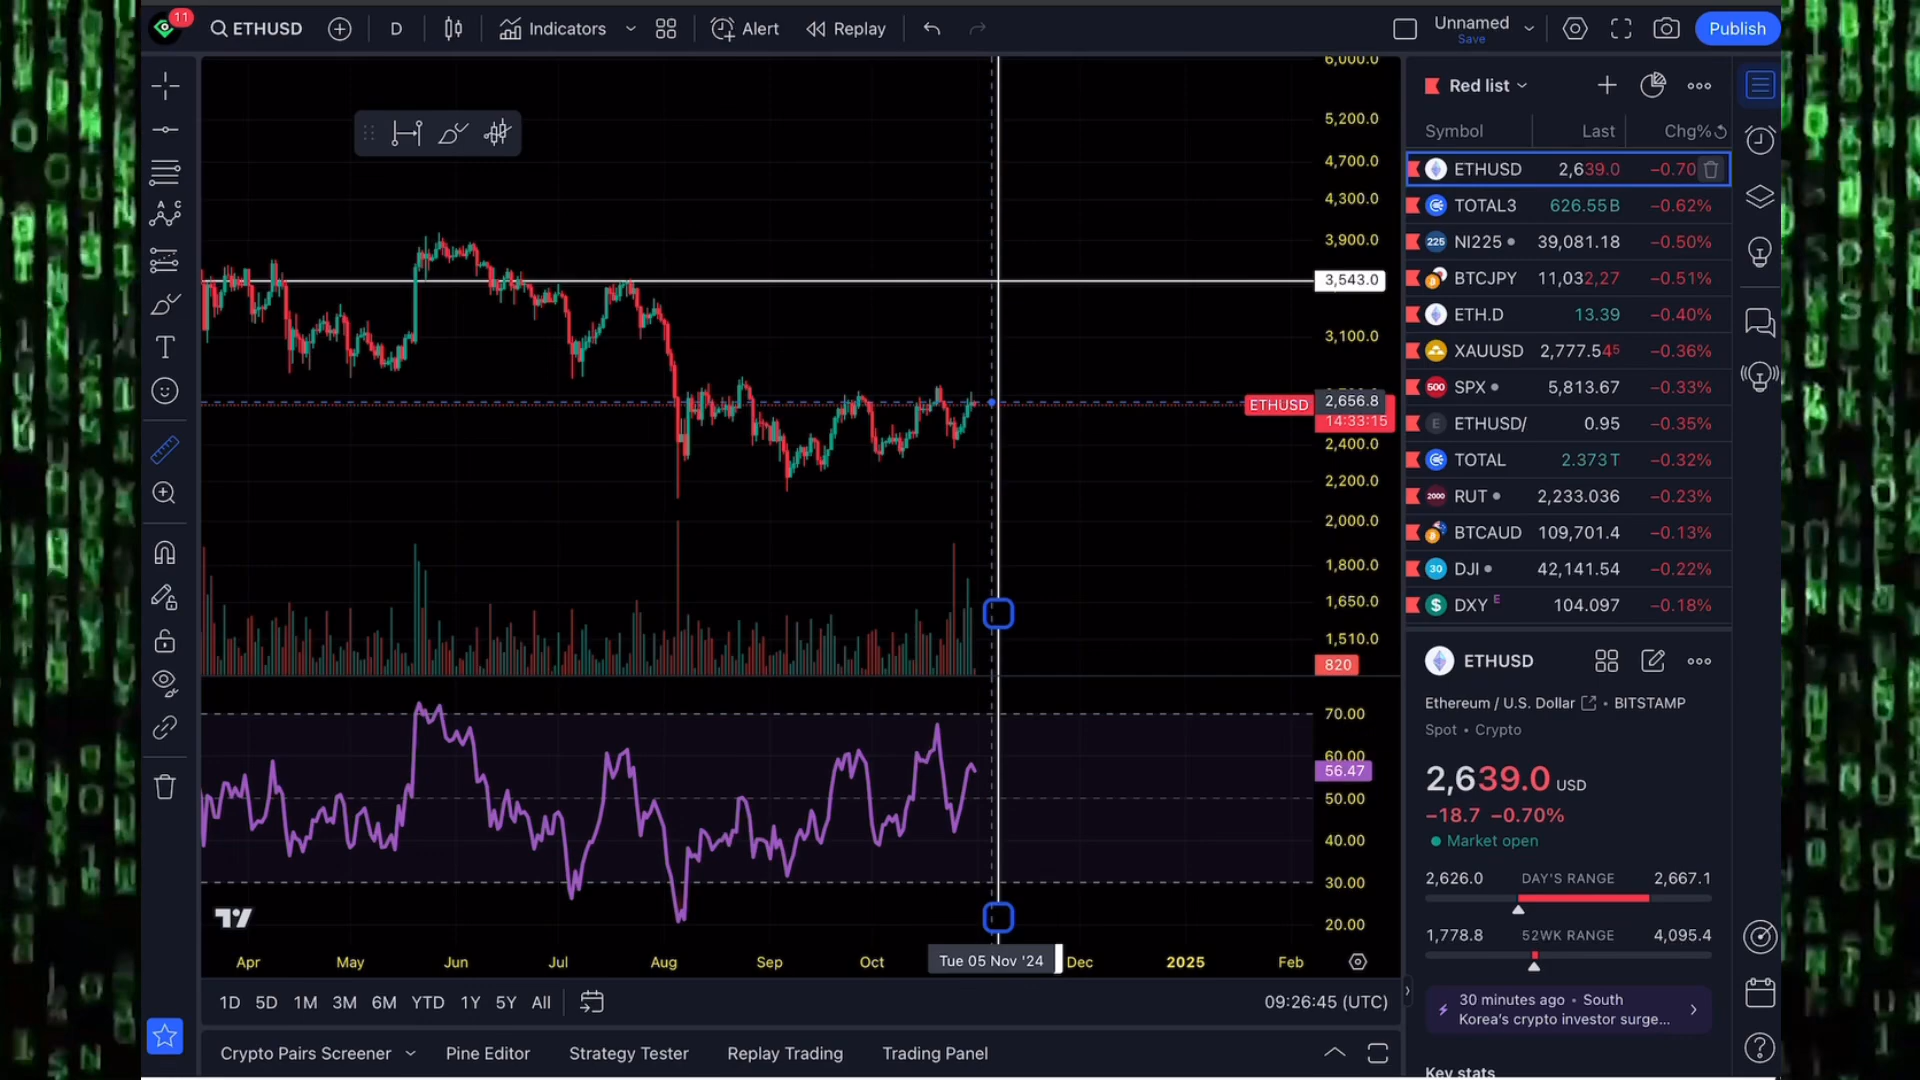 11
ETHUSD
D
Indicators
Alert
Replay
Unnamed
Save
Publish
6,000.0
5,200.0
4,700.0
4,300.0
3,900.0
3,543.0
3,100.0
ETHUSD
2,656.8
14:33:15
2,400.0
2,200.0
2,000.0
1,800.0
1,650.0
1,510.0
820
70.00
60.00
56.47
50.00
40.00
30.00
20.00
Apr May Jun Jul Aug Sep Oct Tue 05 Nov '24 Dec 2025 Feb
1D 5D 1M 3M 6M YTD 1Y 5Y All
09:26:45 (UTC)
Crypto Pairs Screener Pine Editor Strategy Tester Replay Trading Trading Panel
Red list
Symbol Last Chg%
ETHUSD 2,639.0 −0.70
TOTAL3 626.55B −0.62%
225 NI225 39,081.18 −0.50%
BTCJPY 11,032,27 −0.51%
ETH.D 13.39 −0.40%
XAUUSD 2,777.545 −0.36%
500 SPX 5,813.67 −0.33%
E ETHUSD/ 0.95 −0.35%
TOTAL 2.373T −0.32%
2000 RUT 2,233.036 −0.23%
BTCAUD 109,701.4 −0.13%
30 DJI 42,141.54 −0.22%
$ DXY E 104.097 −0.18%
ETHUSD
Ethereum / U.S. Dollar • BITSTAMP
Spot • Crypto
2,639.0 USD
−18.7 −0.70%
Market open
2,626.0 DAY'S RANGE 2,667.1
1,778.8 52WK RANGE 4,095.4
30 minutes ago • South
Korea's crypto investor surge...
Key stats